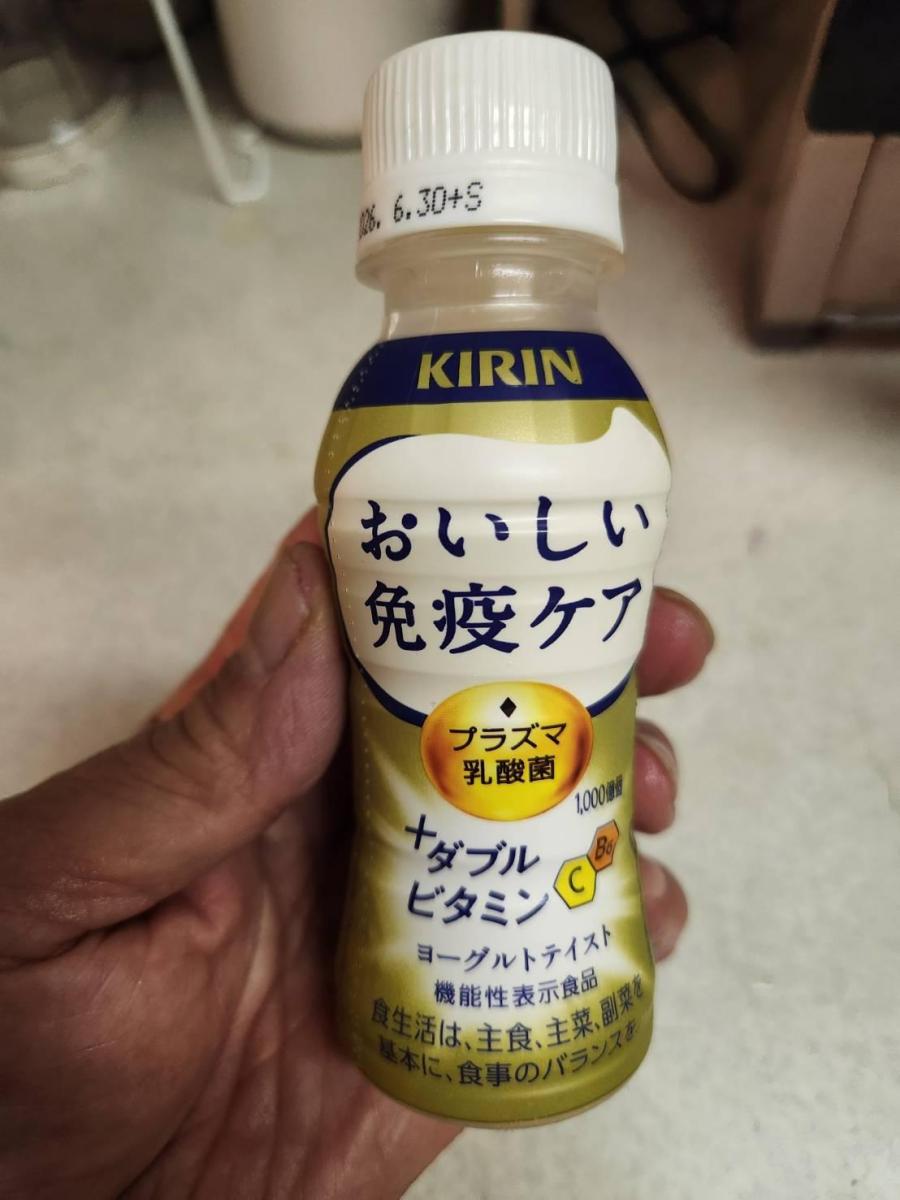 026. 6.30+S
KIRIN
おいしい
免疫ケア
プラズマ
乳酸菌
1,000億個
+ダブル
ビタミン
C B6
ヨーグルトテイスト
機能性表示食品
食生活は、主食、主菜、副菜を
基本に、食事のバランスを